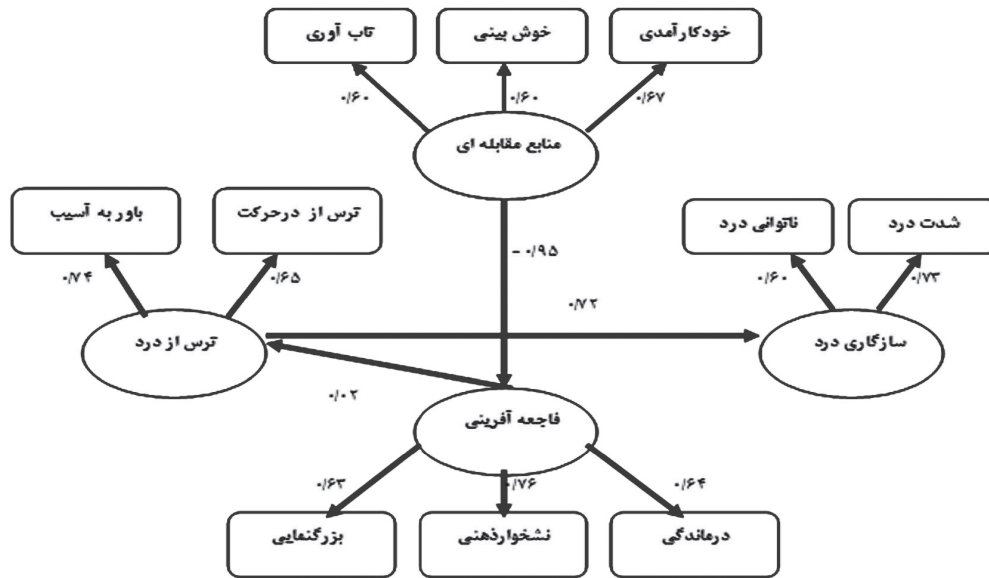 خودکارآمدی
خوش بینی
تاب آوری
۰/۶۷
۰/۶۰
۰/۶۰
منابع مقابله ای
شدت درد
ناتوانی درد
ترس از درحرکت
باور به آسیب
- ۰/۹۵
۰/۷۳
۰/۶۰
۰/۶۵
۰/۷۴
۰/۷۲
سازگاری درد
ترس از درد
۰/۰۲
فاجعه آفرینی
۰/۶۴
۰/۷۶
۰/۶۳
درماندگی
نشخوارذهنی
بزرگنمایی